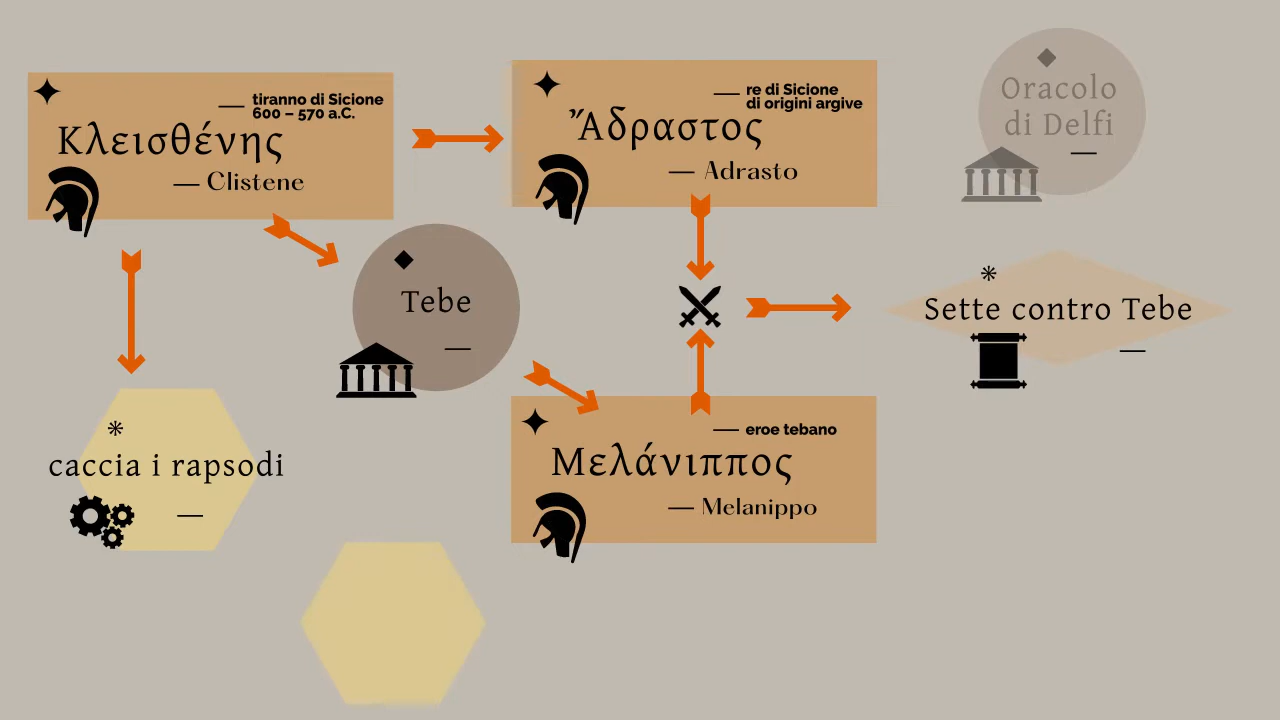 tiranno di Sicione
600 – 570 a.C.
Κλεισθένης
— Clistene
re di Sicione
di origini argive
Ἄδραστος
— Adrasto
Oracolo
di Delfi
Tebe
Sette contro Tebe
caccia i rapsodi
eroe tebano
Μελάνιππος
— Melanippo